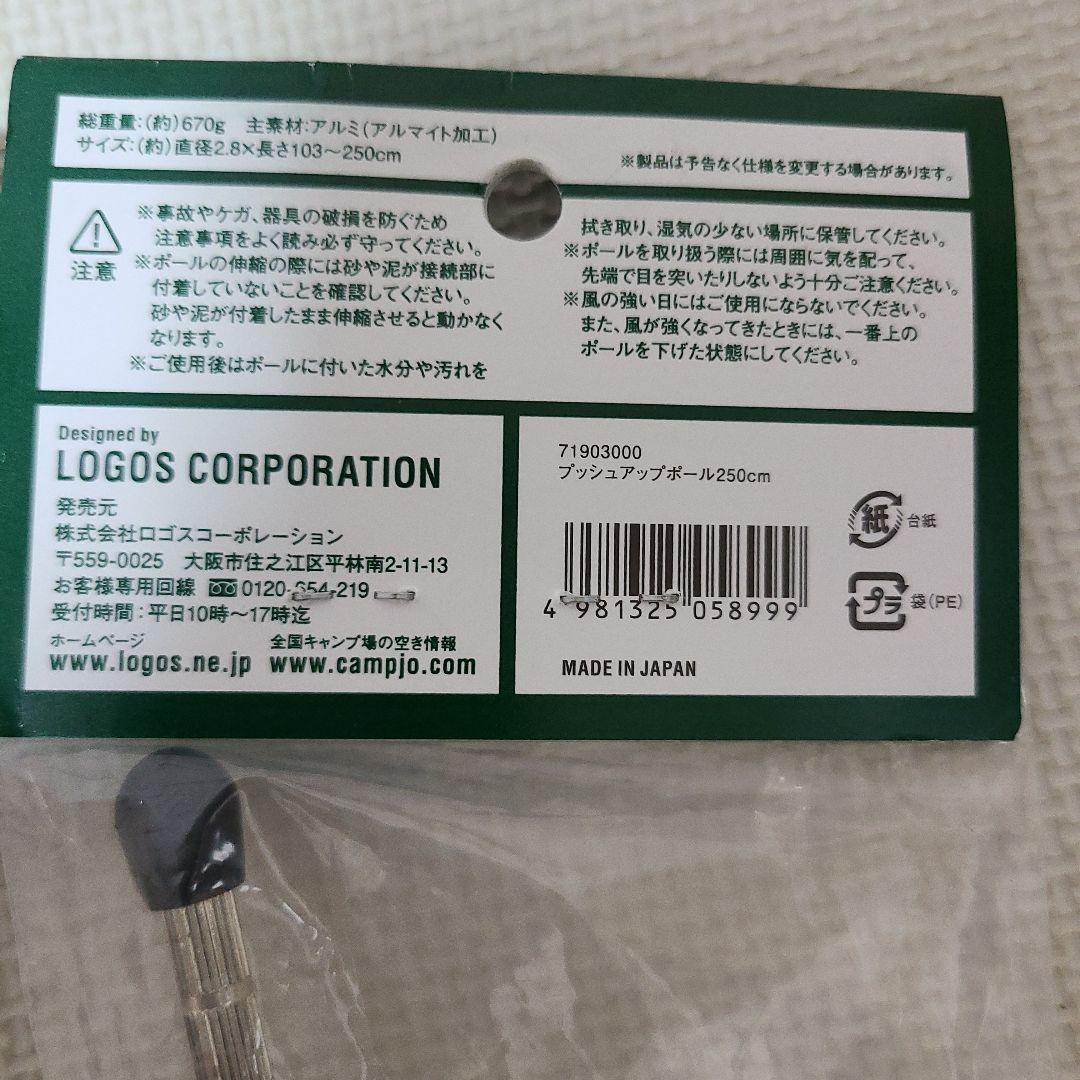 総重量:(約)670g 主素材:アルミ(アルマイト加工)
サイズ:(約)直径2.8×長さ103〜250cm
※製品は予告なく仕様を変更する場合があります。
注意
※事故やケガ、器具の破損を防ぐため
注意事項をよく読み必ず守ってください。
※ポールの伸縮の際には砂や泥が接続部に
付着していないことを確認してください。
砂や泥が付着したまま伸縮させると動かなく
なります。
※ご使用後はポールに付いた水分や汚れを
拭き取り、湿気の少ない場所に保管してください。
※ポールを取り扱う際には周囲に気を配って、
先端で目を突いたりしないよう十分ご注意ください。
※風の強い日にはご使用にならないでください。
また、風が強くなってきたときには、一番上の
ポールを下げた状態にしてください。
Designed by
LOGOS CORPORATION
発売元
株式会社ロゴスコーポレーション
〒559-0025 大阪市住之江区平林南2-11-13
お客様専用回線 0120-654-219
受付時間:平日10時〜17時迄
ホームページ 全国キャンプ場の空き情報
www.logos.ne.jp www.campjo.com
71903000
プッシュアップポール250cm
4 981325 058999
MADE IN JAPAN
紙 台紙
プラ 袋(PE)